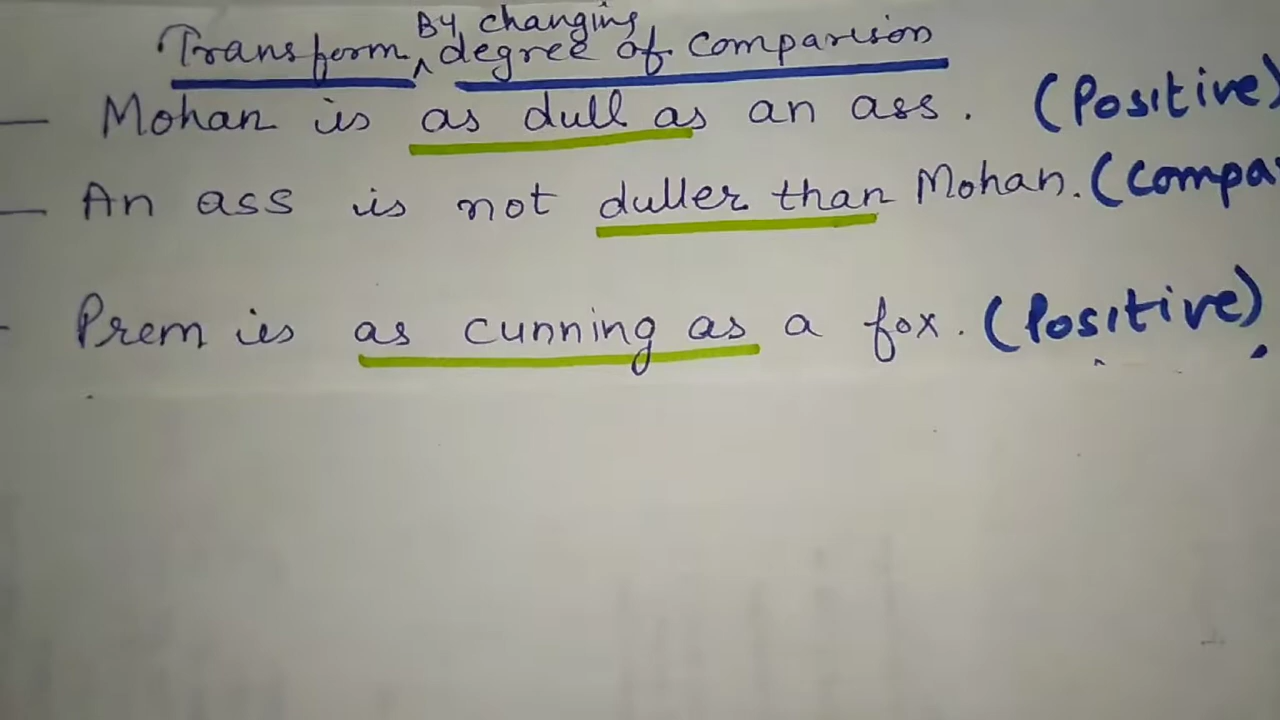 By changing
Transform ^ degree of comparison
— Mohan is as dull as an ass. (Positive)
— An ass is not duller than Mohan. (Compa
- Prem is as cunning as a fox. (Positive)